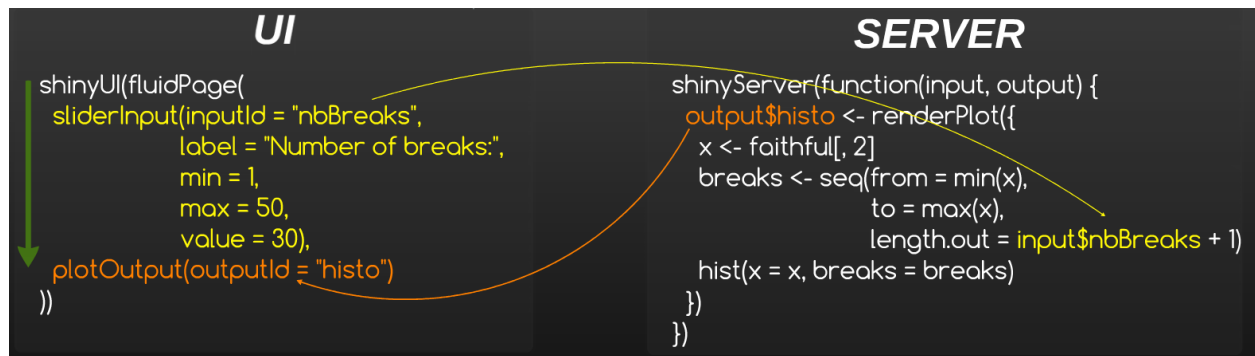 UI
shinyUI(fluidPage(
sliderInput(inputId = "nbBreaks",
label = "Number of breaks:",
min = 1,
max = 50,
value = 30),
plotOutput(outputId = "histo")
))
SERVER
shinyServer(function(input, output) {
output$histo <- renderPlot({
x <- faithful[, 2]
breaks <- seq(from = min(x),
to = max(x),
length.out = input$nbBreaks + 1)
hist(x = x, breaks = breaks)
})
})